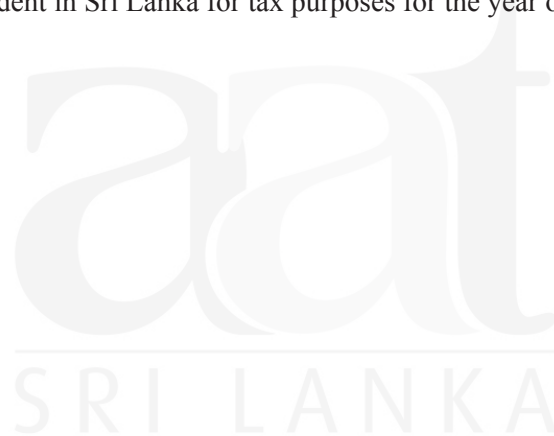 dent in Sri Lanka for tax purposes for the year o
aat
SRI LANKA